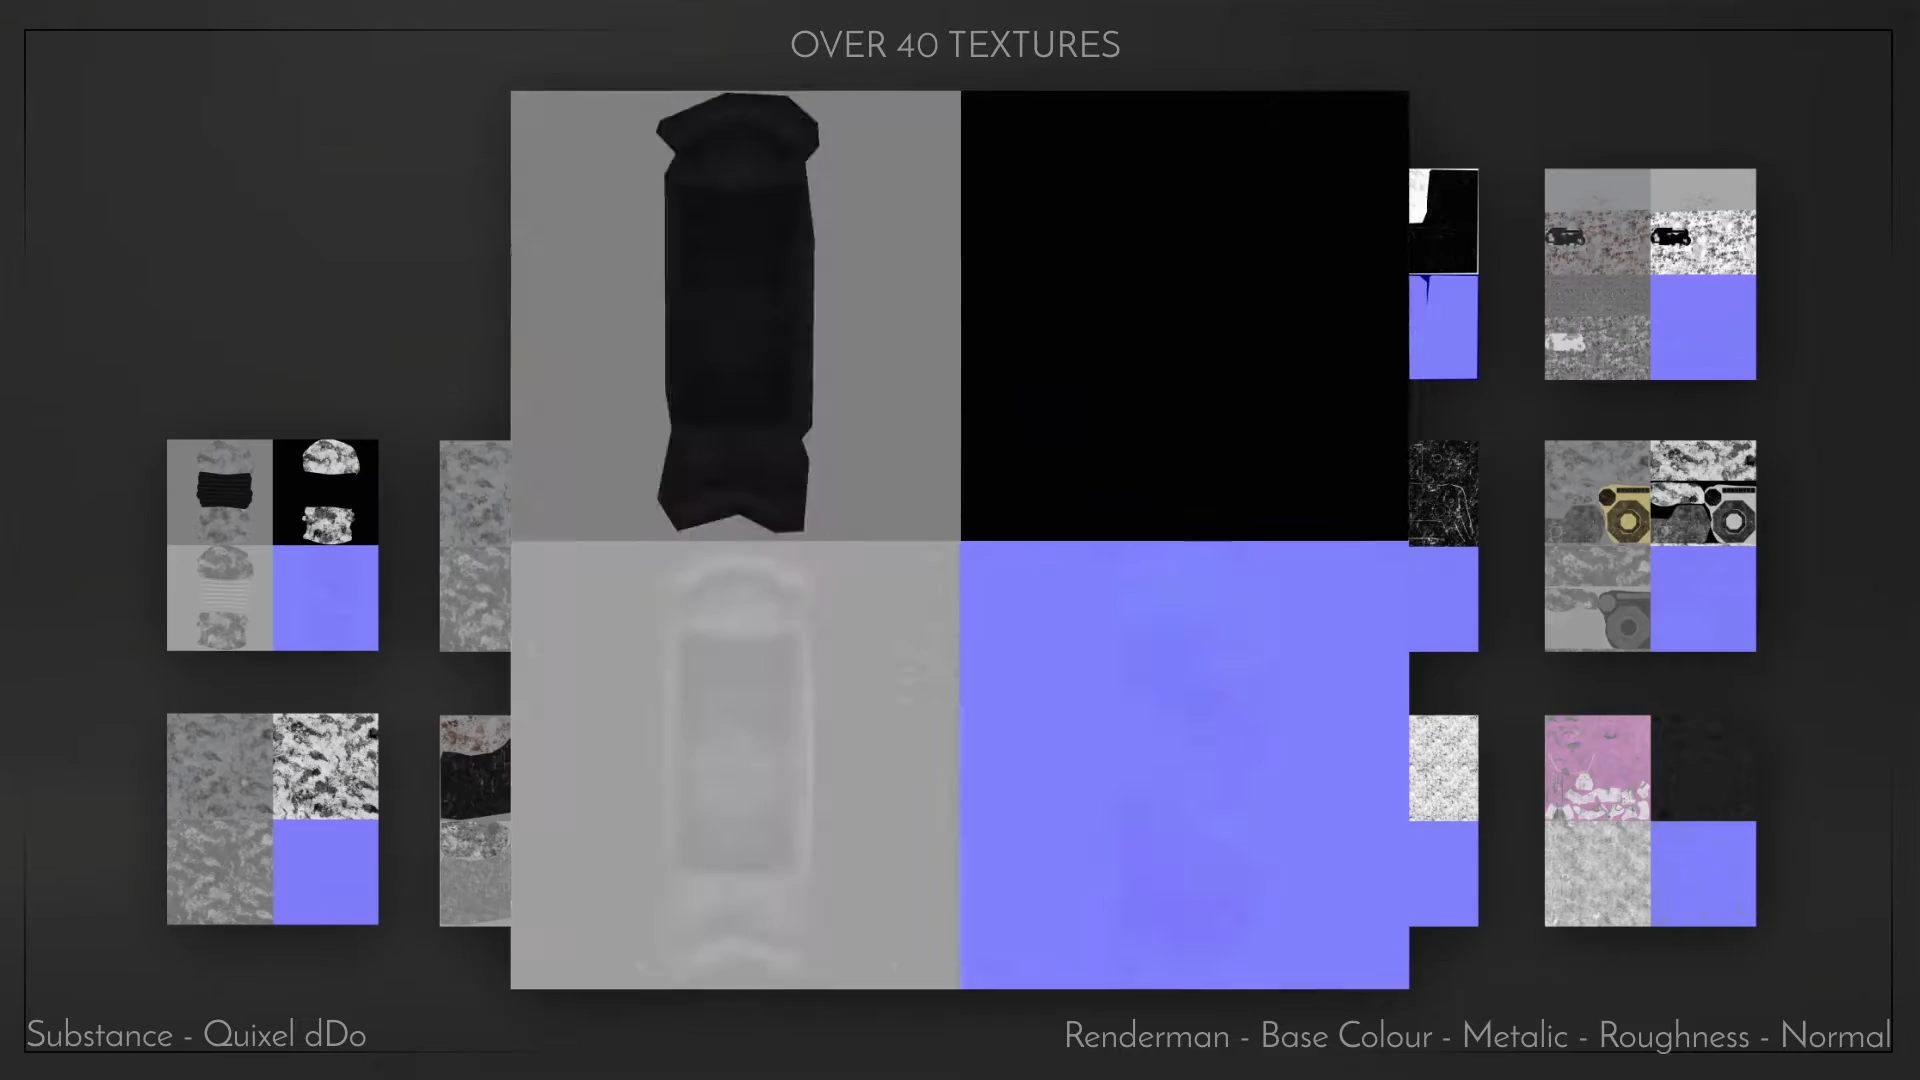 OVER 40 TEXTURES
Substance - Quixel dDo
Renderman - Base Colour - Metalic - Roughness - Normal